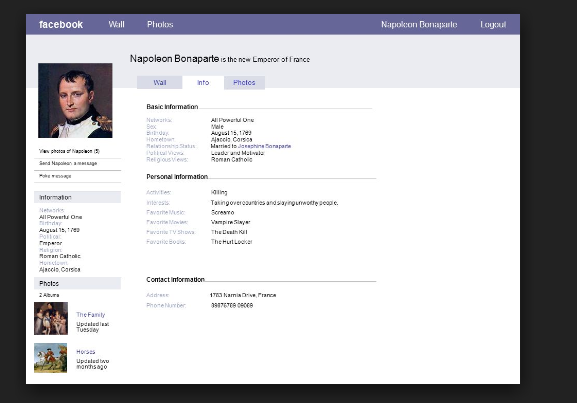 facebook Wall Photos Napoleon Bonaparte Logout
Napoleon Bonaparte is the new Emperor of France
Wall Info Photos
View photos of Napoleon (5)
Send Napoleon a message
Poke message
Information
Networks:
All Powerful One
Birthday:
August 15, 1769
Political:
Emperor
Religion:
Roman Catholic
Hometown:
Ajaccio, Corsica
Photos
2 Albums
The Family
Updated last
Tuesday
Horses
Updated two
months ago
Basic Information
Networks: All Powerful One
Sex: Male
Birthday: August 15, 1769
Hometown: Ajaccio, Corsica
Relationship Status: Married to Josephine Bonaparte
Political Views: Leader and Motivator
Religious views: Roman Catholic
Personal Information
Activities: Killing
Interests: Taking over countries and slaying unworthy people.
Favorite Music: Screamo
Favorite Movies: Vampire Slayer
Favorite TV Shows: The Death Kill
Favorite Books: The Hurt Locker
Contact Information
Address: 1763 Narnia Drive, France
Phone Number: